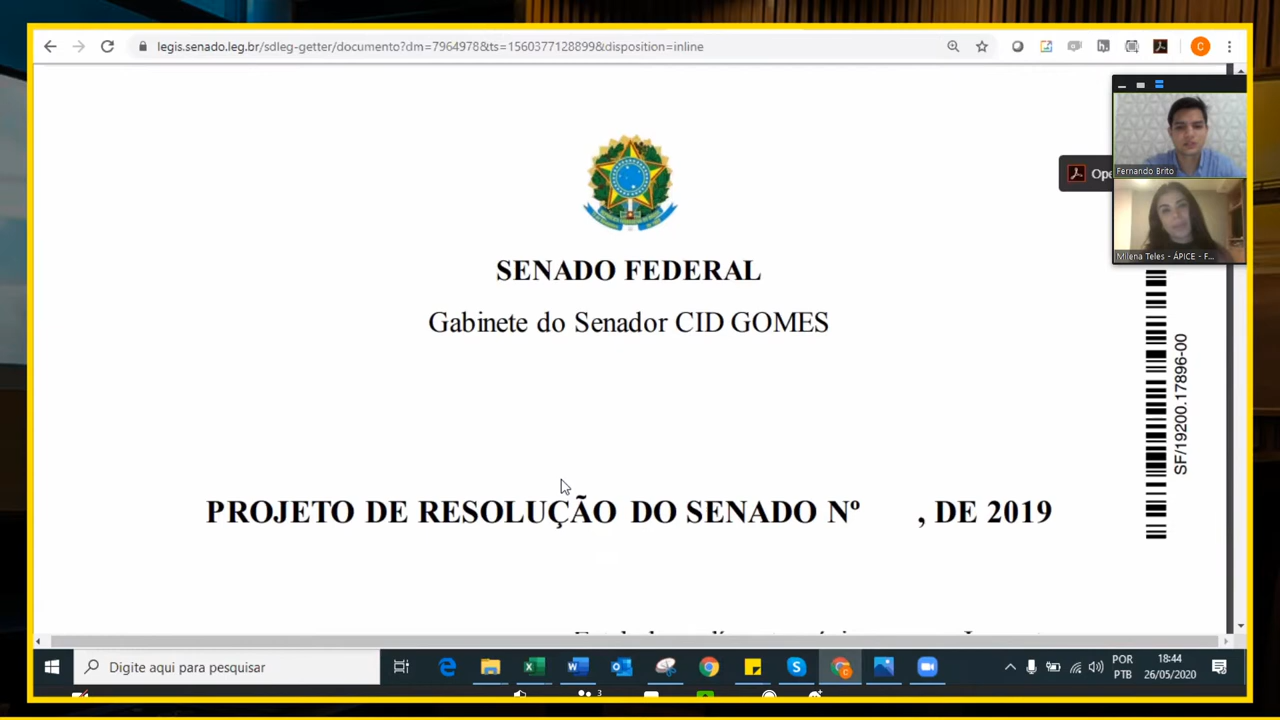 legis.senado.leg.br/sdleg-getter/documento?dm=7964978&ts=1560377128899&disposition=inline
C
Ope
Fernando Brito
Milena Teles - ÁPICE - F...
SENADO FEDERAL
Gabinete do Senador CID GOMES
PROJETO DE RESOLUÇÃO DO SENADO Nº , DE 2019
SF/19200.17896-00
Digite aqui para pesquisar
POR
PTB
18:44
26/05/2020
3